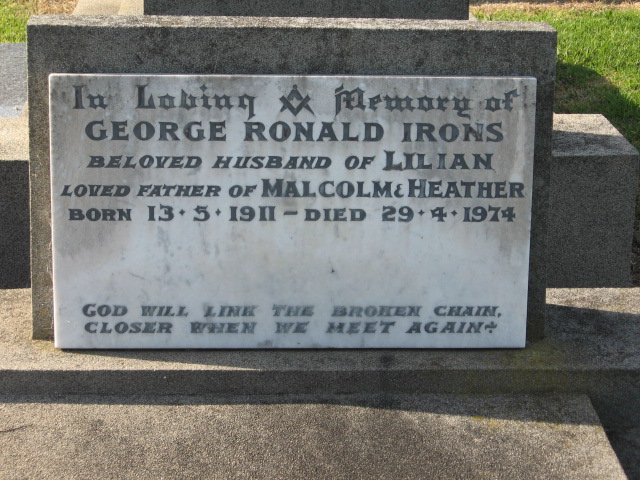 In Loving Memory of
GEORGE RONALD IRONS
BELOVED HUSBAND OF LILIAN
LOVED FATHER OF MALCOLM & HEATHER
BORN 13·5·1911 – DIED 29·4·1974
GOD WILL LINK THE BROKEN CHAIN,
CLOSER WHEN WE MEET AGAIN.